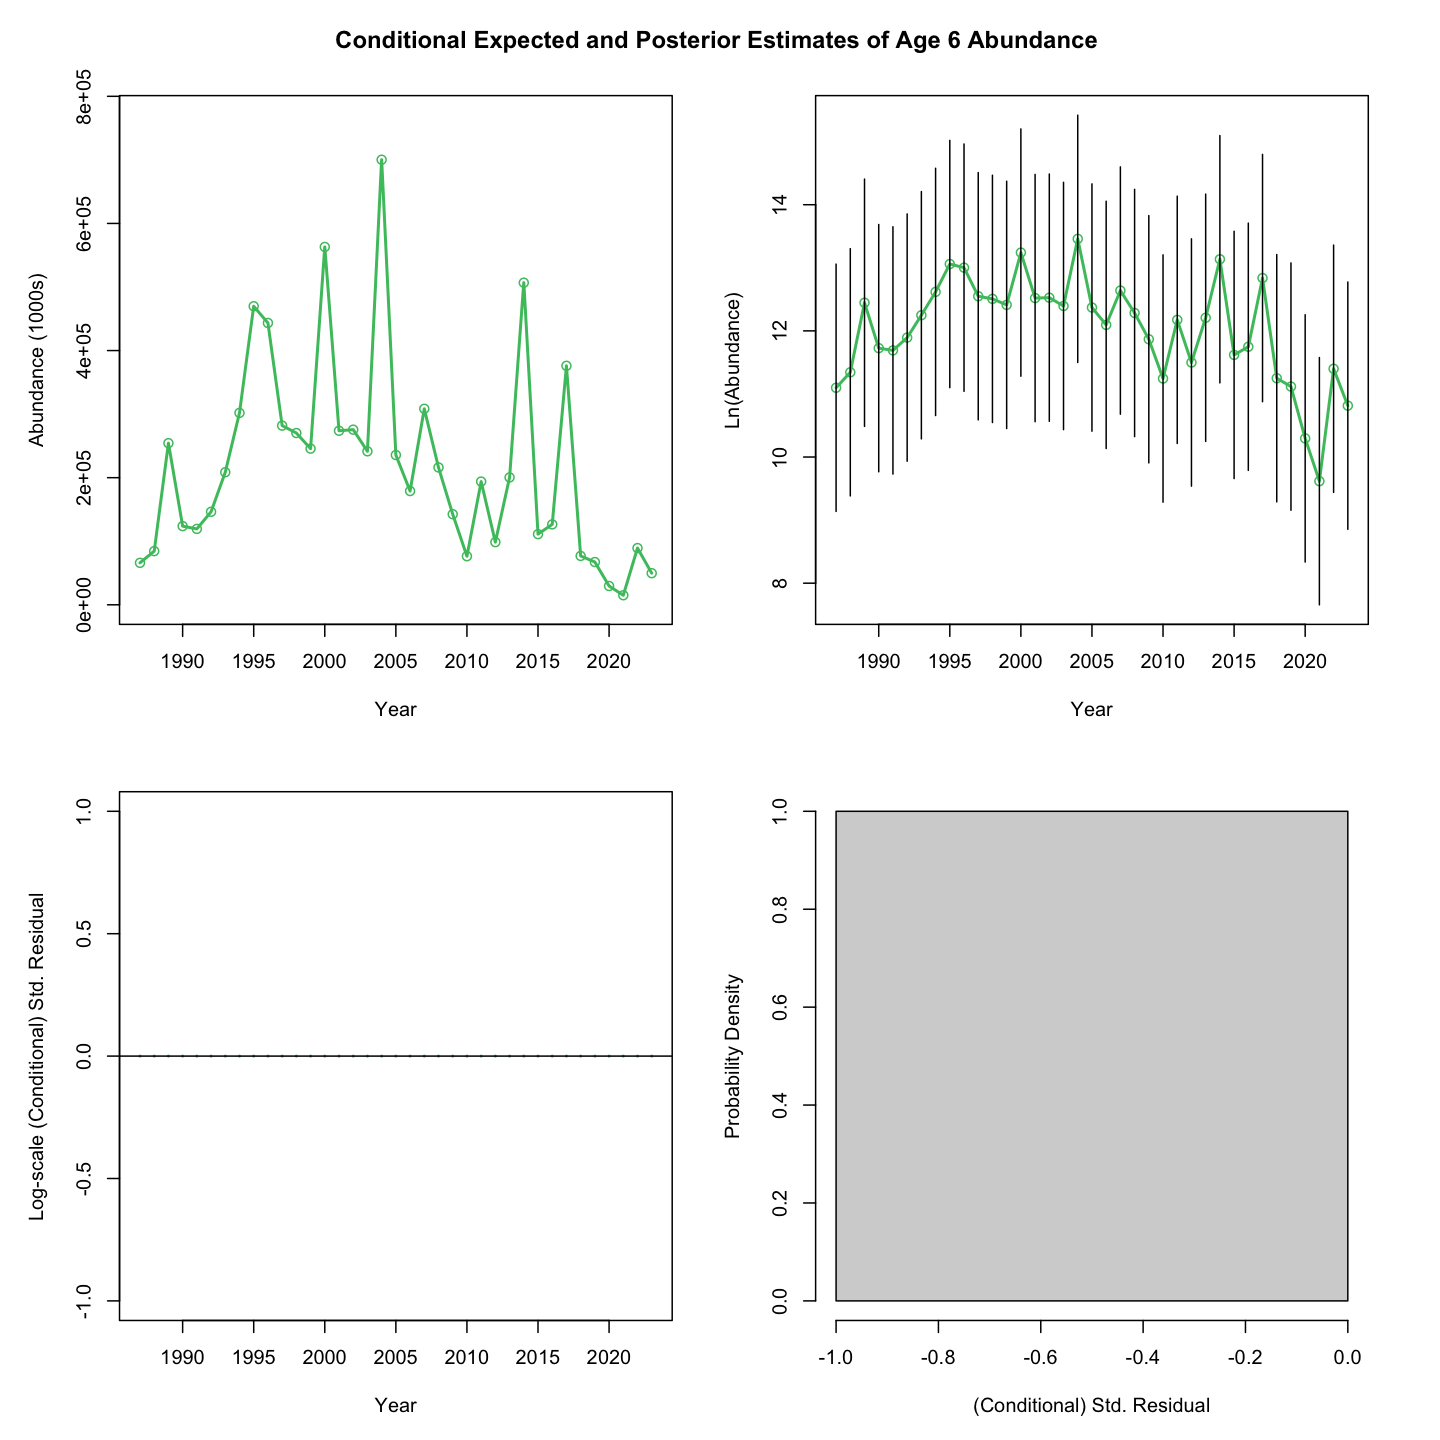 Conditional Expected and Posterior Estimates of Age 6 Abundance
Abundance (1000s)
8e+05
6e+05
4e+05
2e+05
0e+00
1990 1995 2000 2005 2010 2015 2020
Year
Ln(Abundance)
14
12
10
8
1990 1995 2000 2005 2010 2015 2020
Year
Log-scale (Conditional) Std. Residual
1.0
0.5
0.0
-0.5
-1.0
1990 1995 2000 2005 2010 2015 2020
Year
Probability Density
1.0
0.8
0.6
0.4
0.2
0.0
-1.0 -0.8 -0.6 -0.4 -0.2 0.0
(Conditional) Std. Residual